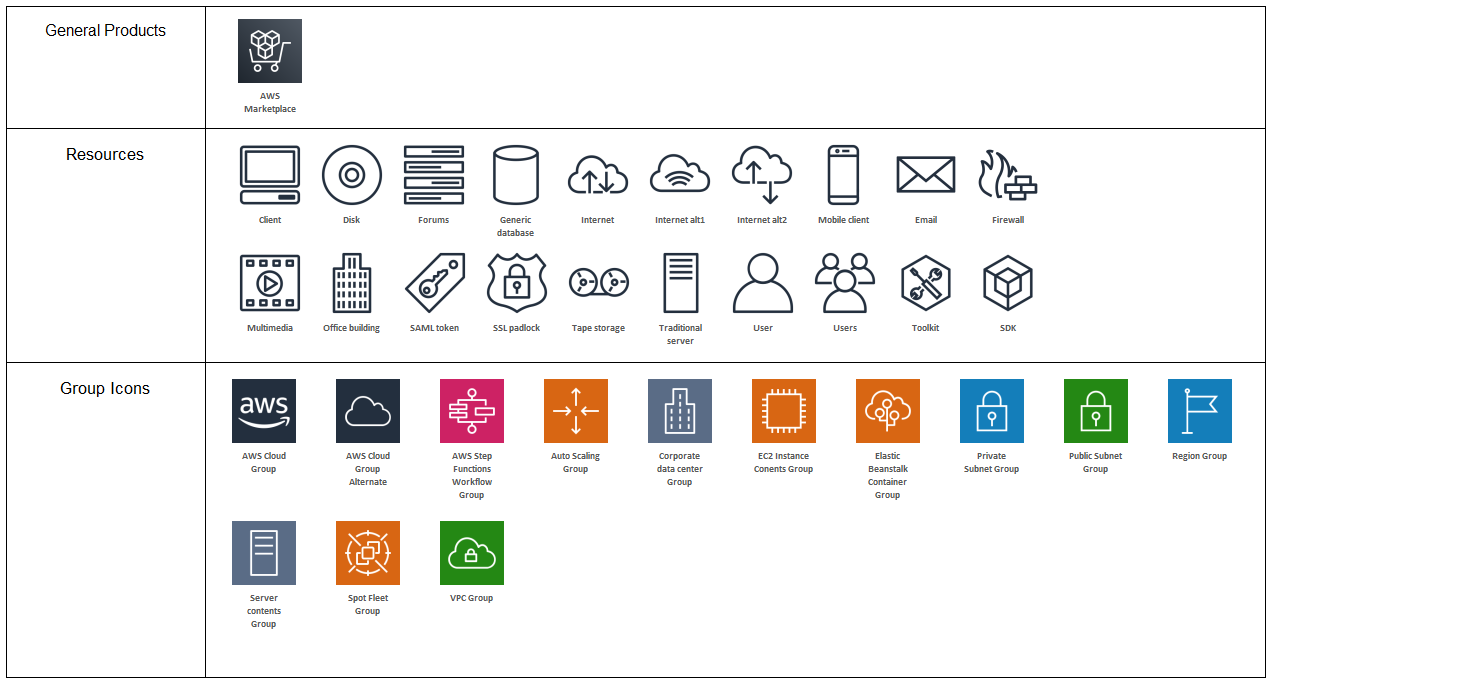 General Products
AWS
Marketplace
Resources
Client
Disk
Forums
Generic
database
Internet
Internet alt1
Internet alt2
Mobile client
Email
Firewall
Multimedia
Office building
SAML token
SSL padlock
Tape storage
Traditional
server
User
Users
Toolkit
SDK
Group Icons
aws
AWS Cloud
Group
AWS Cloud
Group
Alternate
AWS Step
Functions
Workflow
Group
Auto Scaling
Group
Corporate
data center
Group
EC2 Instance
Conents Group
Elastic
Beanstalk
Container
Group
Private
Subnet Group
Public Subnet
Group
Region Group
Server
contents
Group
Spot Fleet
Group
VPC Group